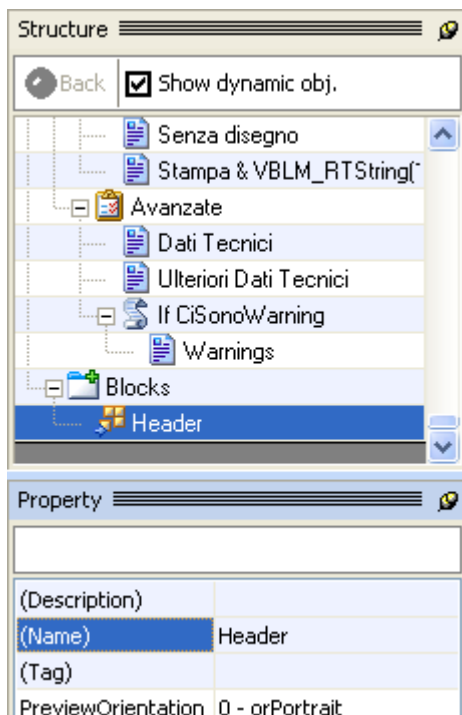 Structure
Back Show dynamic obj.
Senza disegno
Stampa & VBLM_RTString("
Avanzate
Dati Tecnici
Ulteriori Dati Tecnici
If CiSonoWarning
Warnings
Blocks
Header
Property
(Description)
(Name) Header
(Tag)
PreviewOrientation 0 - orPortrait